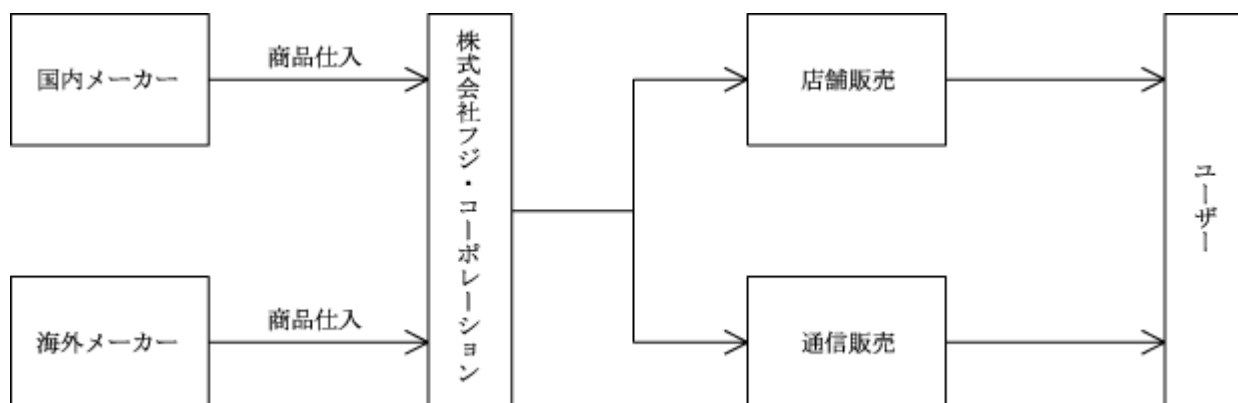 国内メーカー
商品仕入
海外メーカー
商品仕入
株式会社フジ・コーポレーション
店舗販売
通信販売
ユーザー